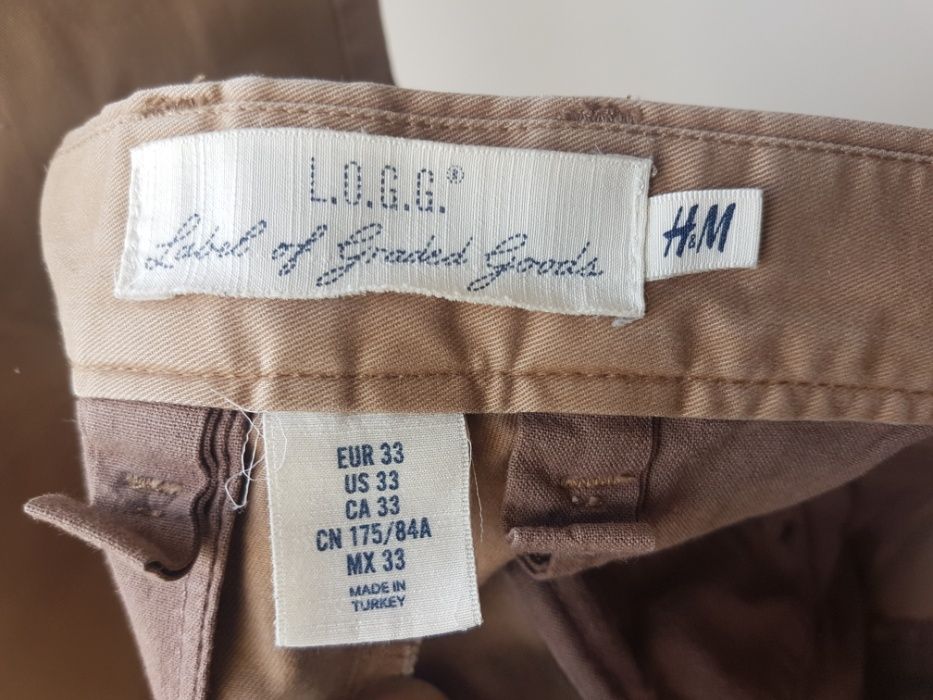 L.O.G.G.®
Label of Graded Goods
H&M
EUR 33
US 33
CA 33
CN 175/84A
MX 33
MADE IN
TURKEY